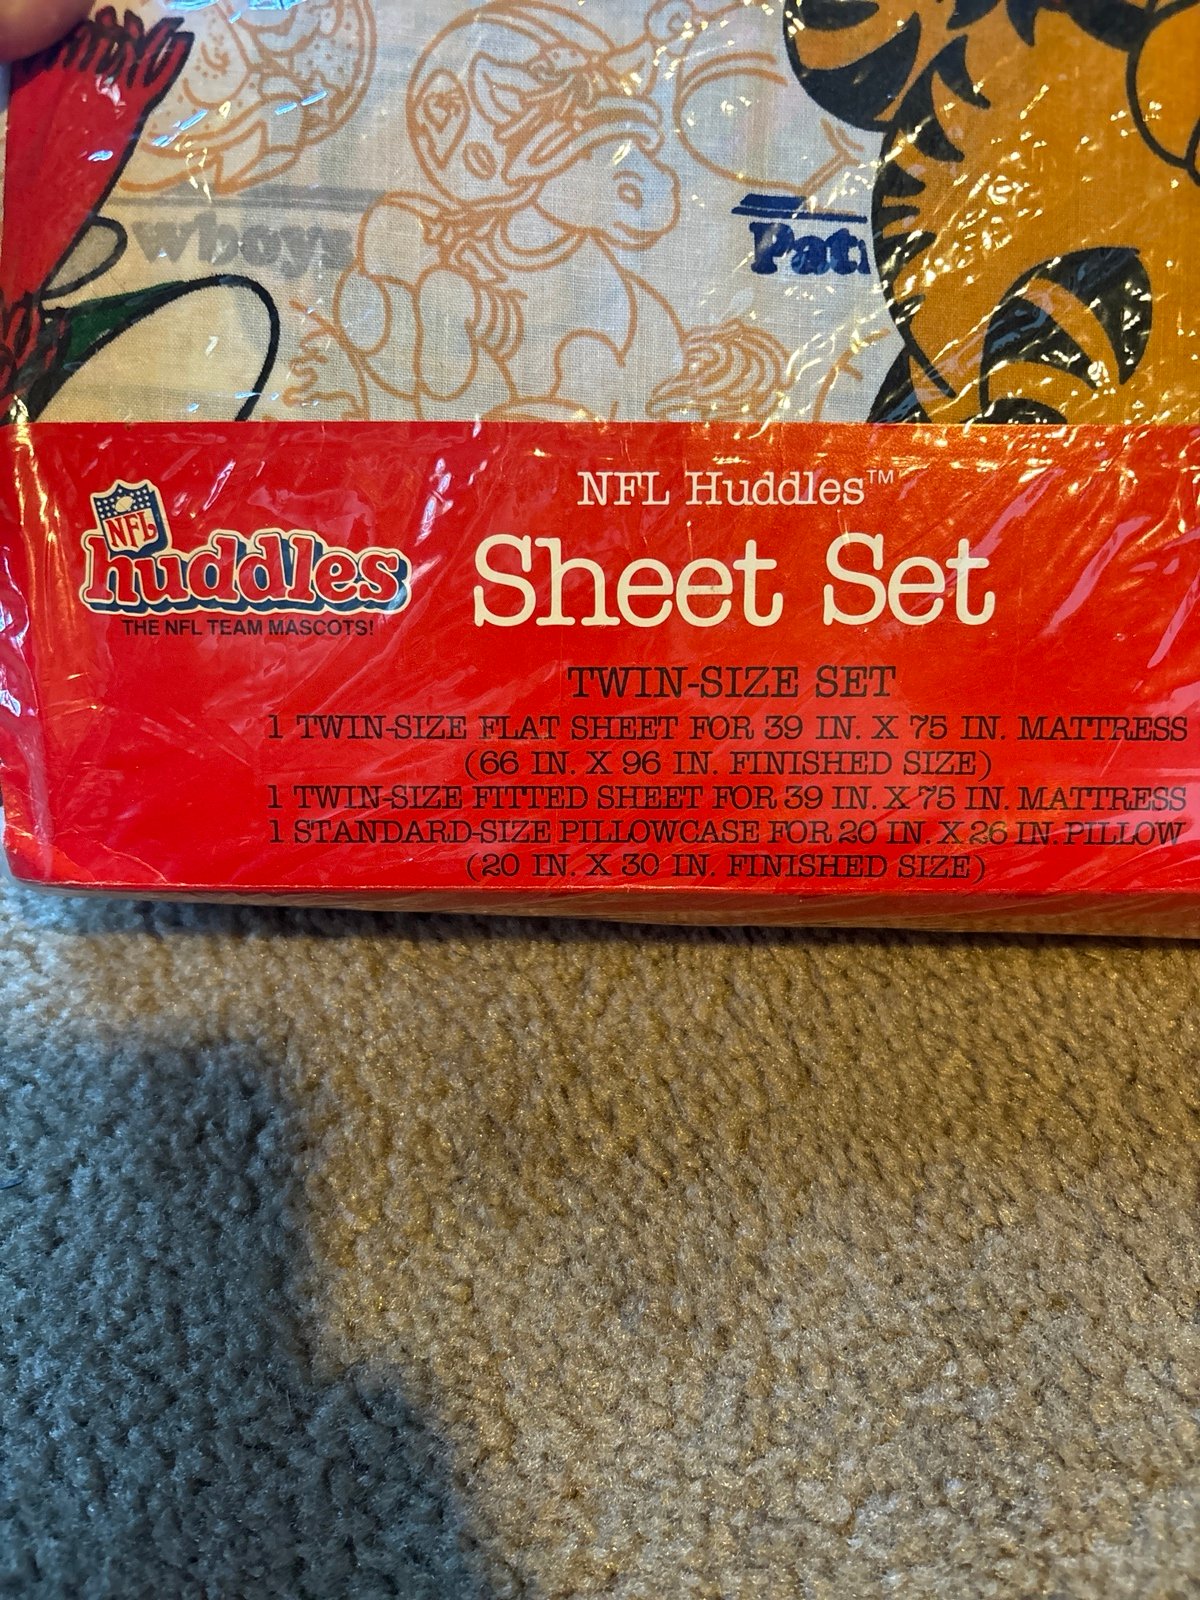 whoys
Pat
NFL Huddles™
NFL
huddles
THE NFL TEAM MASCOTS!
Sheet Set
TWIN-SIZE SET
1 TWIN-SIZE FLAT SHEET FOR 39 IN. X 75 IN. MATTRESS
(66 IN. X 96 IN. FINISHED SIZE)
1 TWIN-SIZE FITTED SHEET FOR 39 IN. X 75 IN. MATTRESS
1 STANDARD-SIZE PILLOWCASE FOR 20 IN. X 26 IN. PILLOW
(20 IN. X 30 IN. FINISHED SIZE)